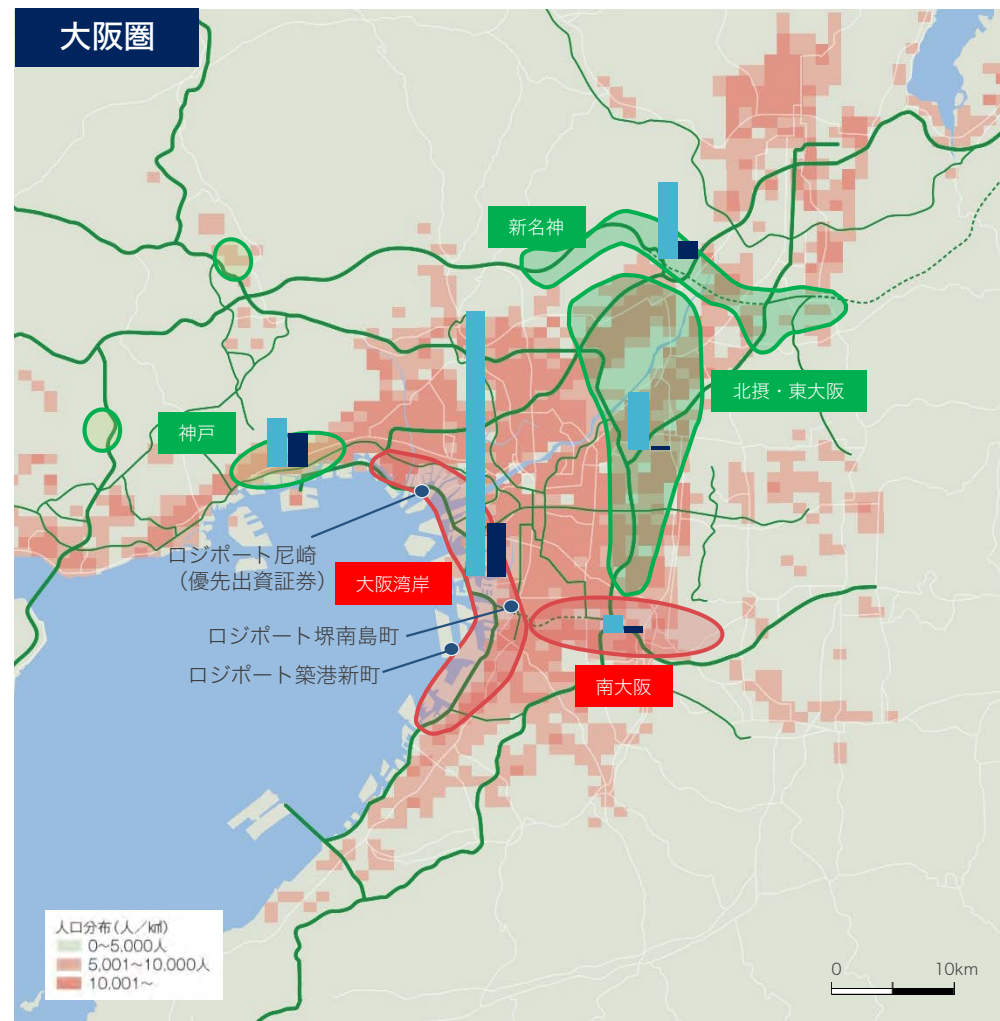 大阪圏
新名神
北摂・東大阪
神戸
ロジポート尼崎
（優先出資証券）
大阪湾岸
ロジポート堺南島町
ロジポート築港新町
南大阪
人口分布(人／㎢)
0〜5,000人
5,001〜10,000人
10,001〜
0 10km